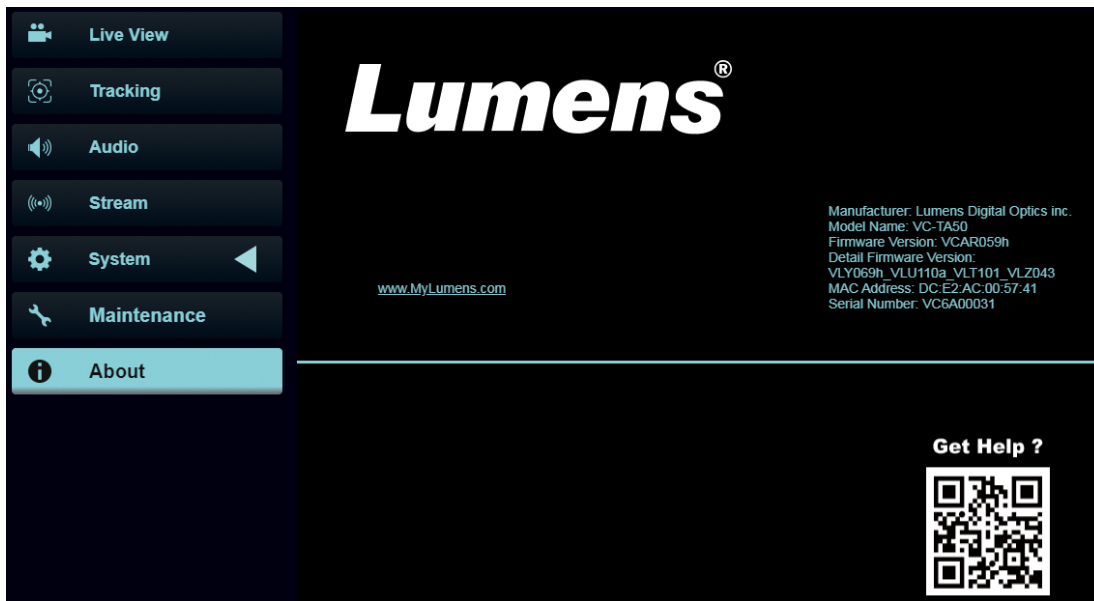 Live View
Tracking
Audio
Stream
System
Maintenance
About
Lumens®
www.MyLumens.com
Manufacturer: Lumens Digital Optics inc.
Model Name: VC-TA50
Firmware Version: VCAR059h
Detail Firmware Version:
VLY069h_VLU110a_VLT101_VLZ043
MAC Address: DC:E2:AC:00:57:41
Serial Number: VC6A00031
Get Help ?